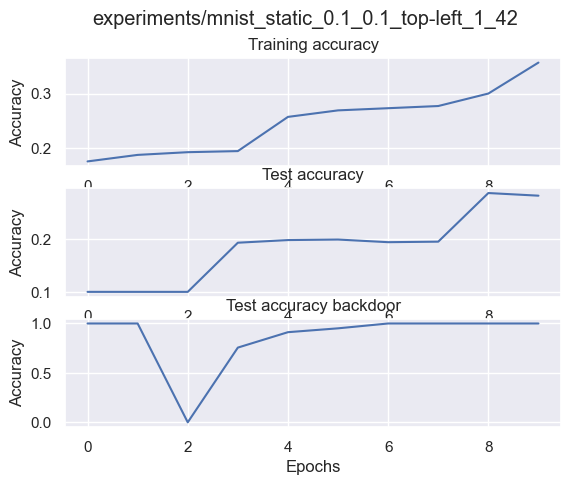 experiments/mnist_static_0.1_0.1_top-left_1_42
Training accuracy
Accuracy
0.3
0.2
0 2 4 6 8
Test accuracy
Accuracy
0.2
0.1
0 2 4 6 8
Test accuracy backdoor
Accuracy
1.0
0.5
0.0
0 2 4 6 8
Epochs